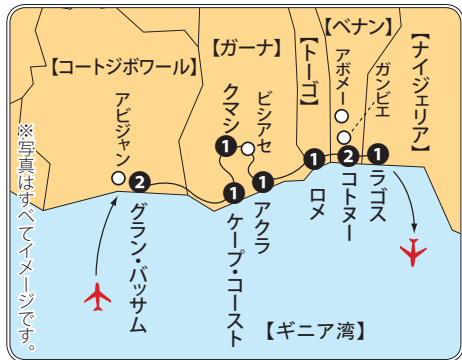 【コートジボワール】
【ガーナ】
【トーゴ】
【ベナン】
【ナイジェリア】
アビジャン
クマシ
ビシアセ
アボメー
ガンビエ
2
1
1
1
1
2
1
グラン・バッサム
ケープ・コースト
アクラ
ロメ
コトヌー
ラゴス
【ギニア湾】
※写真はすべてイメージです。